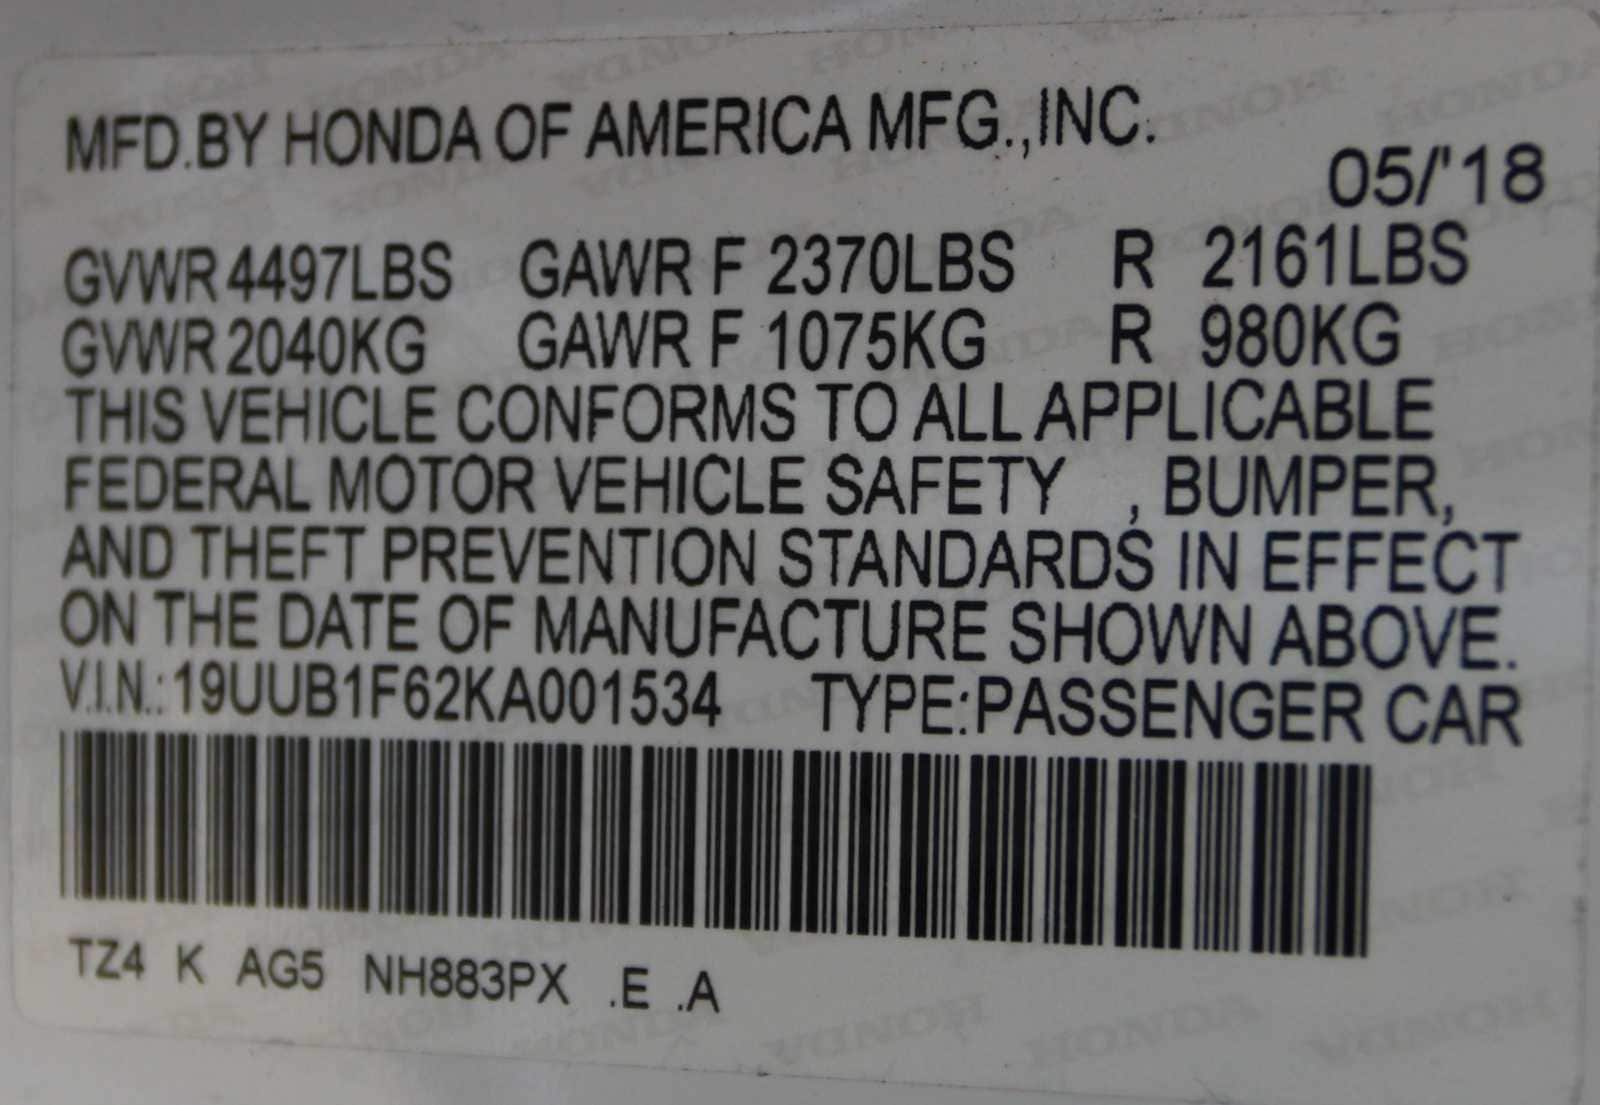 MFD.BY HONDA OF AMERICA MFG.,INC.
05/'18
GVWR 4497LBS GAWR F 2370LBS R 2161LBS
GVWR 2040KG GAWR F 1075KG R 980KG
THIS VEHICLE CONFORMS TO ALL APPLICABLE
FEDERAL MOTOR VEHICLE SAFETY , BUMPER,
AND THEFT PREVENTION STANDARDS IN EFFECT
ON THE DATE OF MANUFACTURE SHOWN ABOVE.
V.I.N.: 19UUB1F62KA001534 TYPE:PASSENGER CAR
TZ4 K AG5 NH883PX .E .A